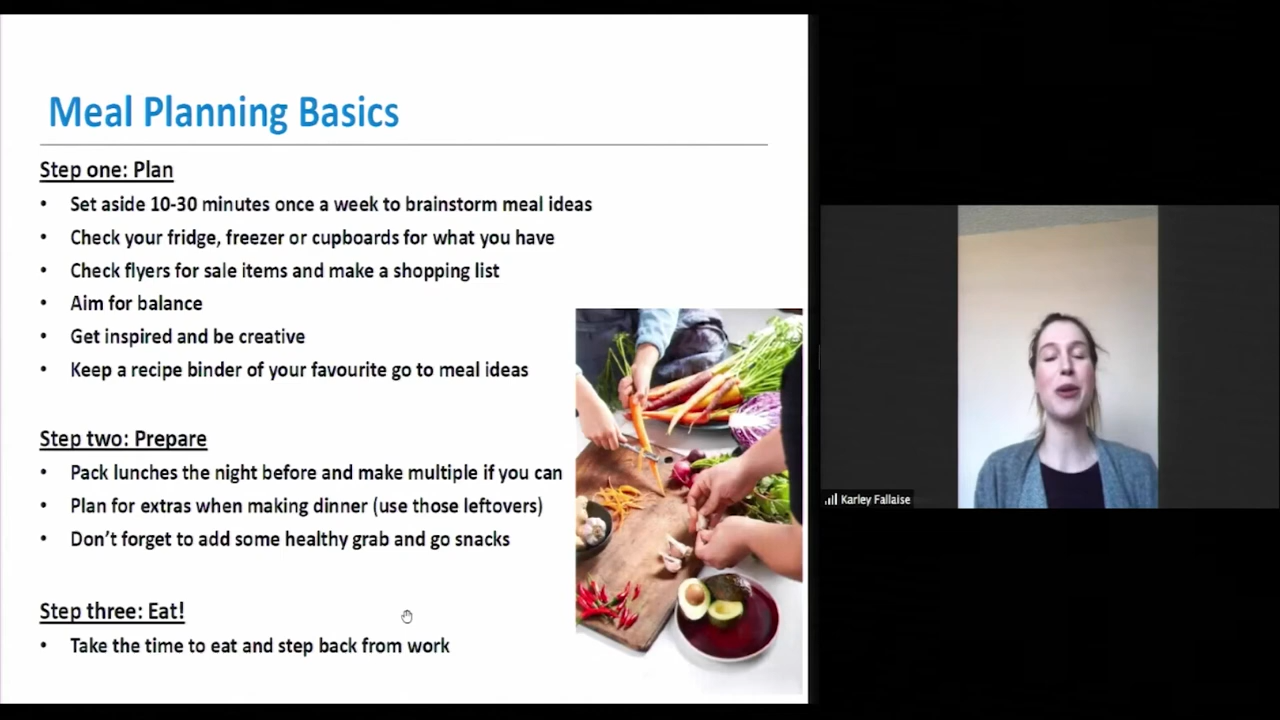 Meal Planning Basics
Step one: Plan
• Set aside 10-30 minutes once a week to brainstorm meal ideas
• Check your fridge, freezer or cupboards for what you have
• Check flyers for sale items and make a shopping list
• Aim for balance
• Get inspired and be creative
• Keep a recipe binder of your favourite go to meal ideas
Step two: Prepare
• Pack lunches the night before and make multiple if you can
• Plan for extras when making dinner (use those leftovers)
• Don't forget to add some healthy grab and go snacks
Step three: Eat!
• Take the time to eat and step back from work
Karley Fallaise